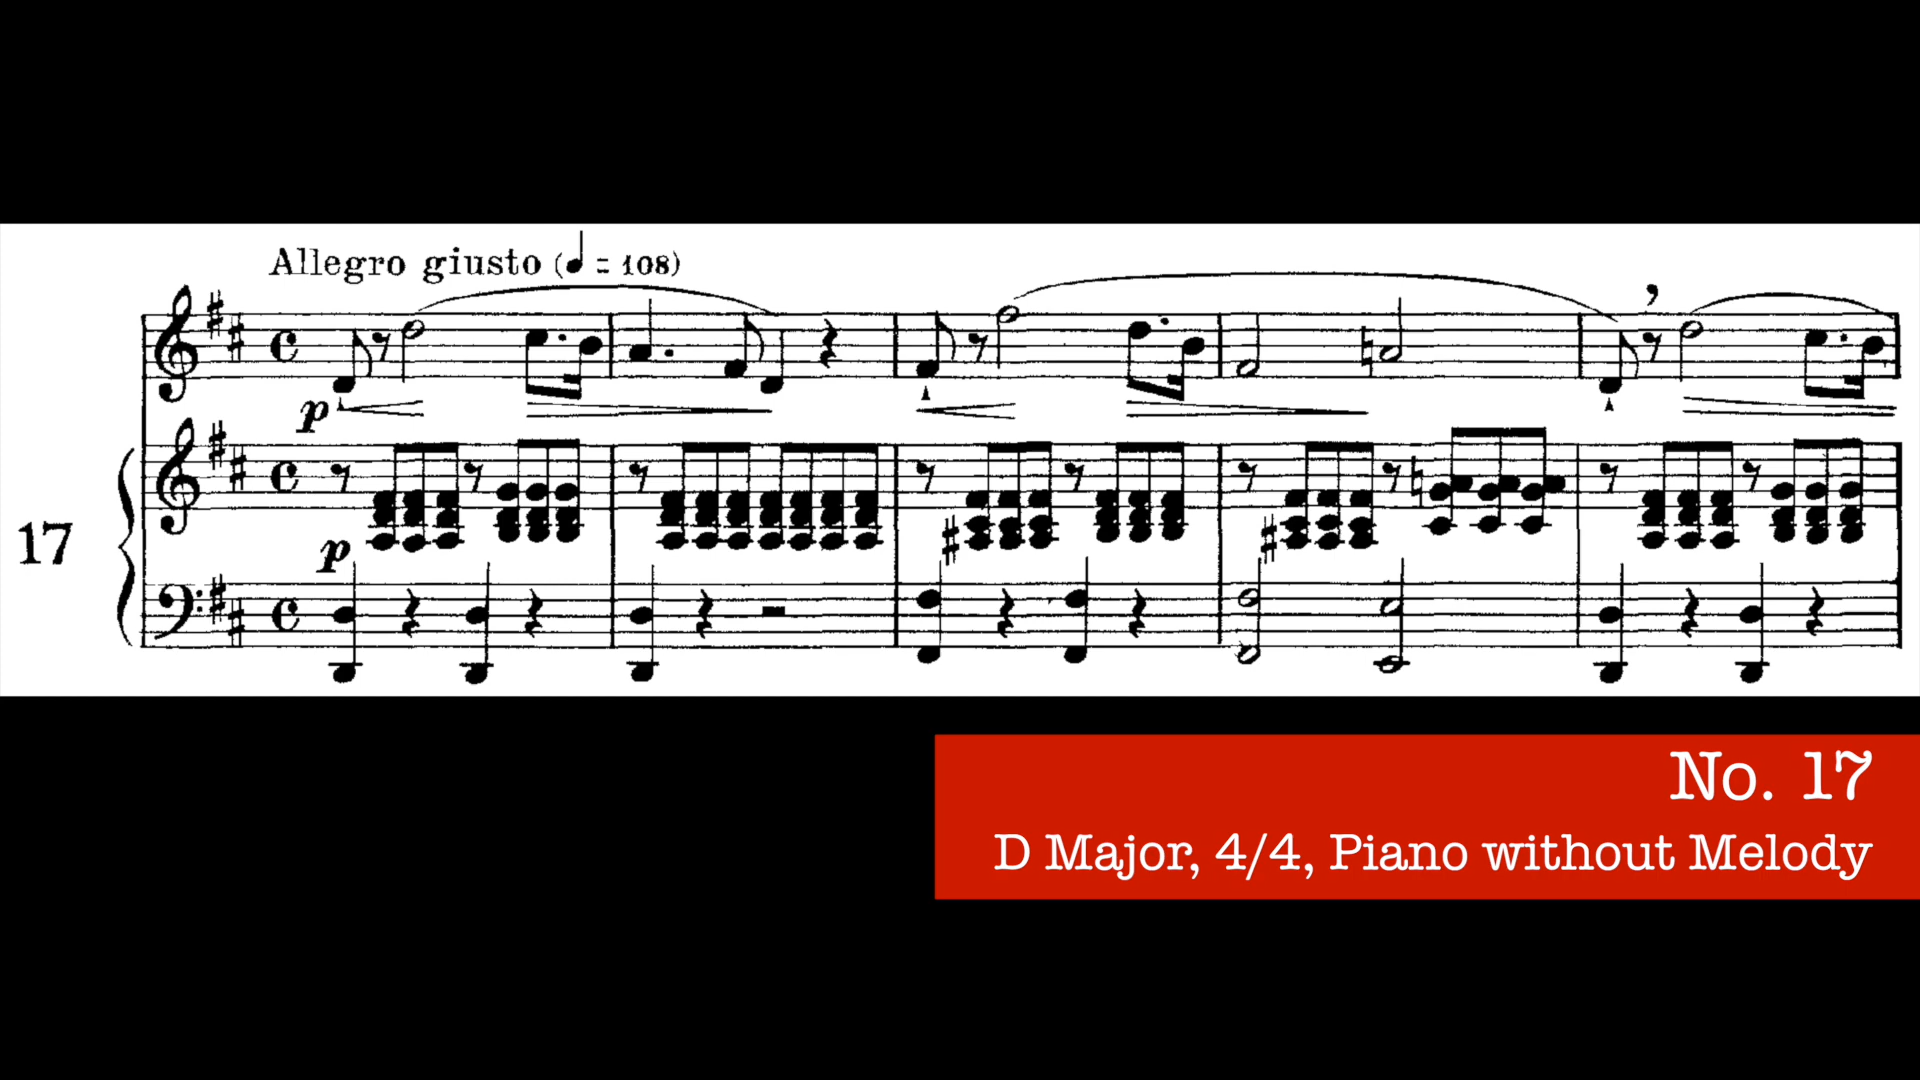 Allegro giusto (♩ = 108)
p
17
p
No. 17
D Major, 4/4, Piano without Melody